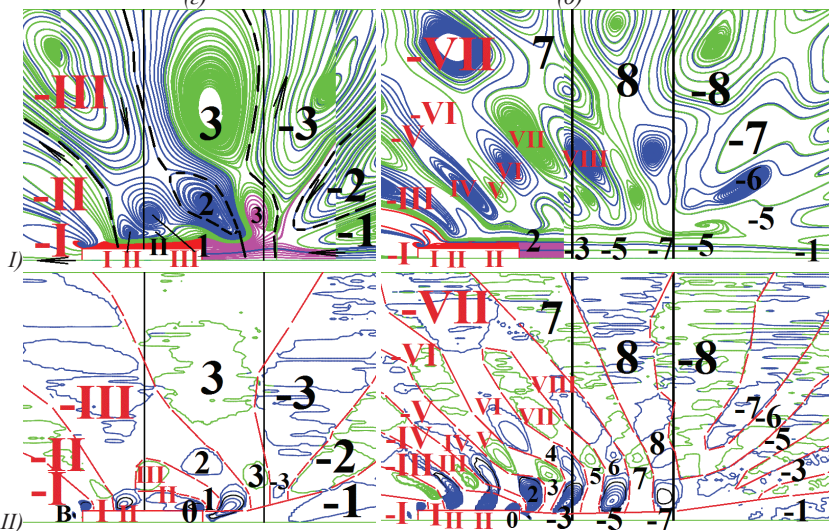 (c) (b)
-VII 7
3 8 -8
-III -3
-VI
-V VII -7
VI VIII
-II 2 3 -2 -III IV V -6
-5
-I II 1 -1 -I 2 -3 -5 -7 -5 -1
I) I II III I II II
-VII 7
3 8 -8
-VI
-III -3 VIII
-V VI VII -7
-6
-II 2 -2 -IV IV V 4 6 8 -5
III 3 -3 -III III 3 5 7 -3
-I II 1 -1 2
B I II 0 -I I II II 0 -3 -5 -7 -1
II)